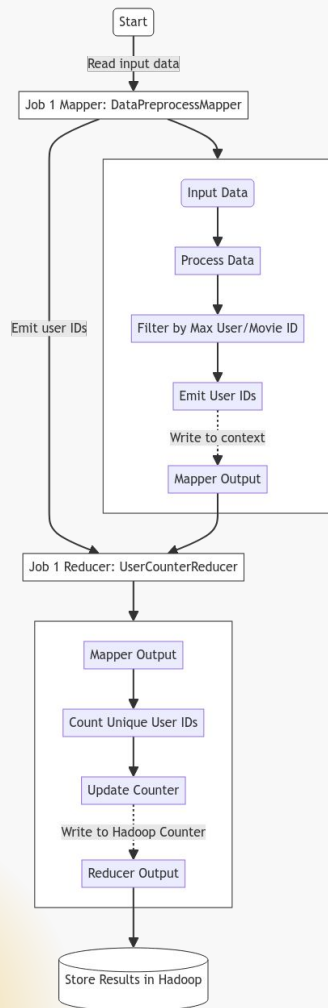 Start
Read input data
Job 1 Mapper: DataPreprocessMapper
Input Data
Process Data
Emit user IDs
Filter by Max User/Movie ID
Emit User IDs
Write to context
Mapper Output
Job 1 Reducer: UserCounterReducer
Mapper Output
Count Unique User IDs
Update Counter
Write to Hadoop Counter
Reducer Output
Store Results in Hadoop